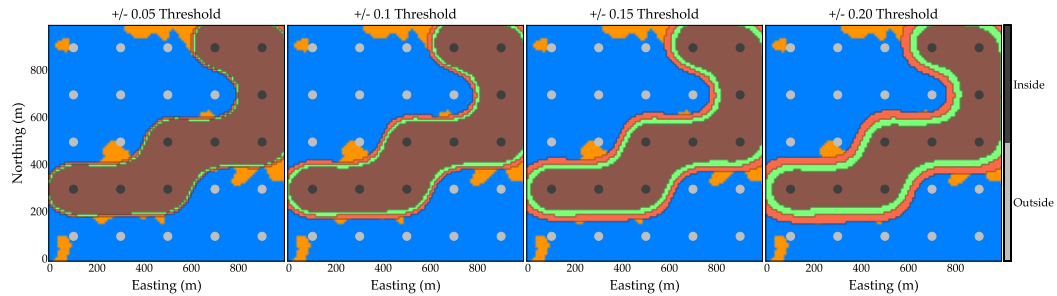 +/- 0.05 Threshold
+/- 0.1 Threshold
+/- 0.15 Threshold
+/- 0.20 Threshold
Northing (m)
800
600
400
200
0
0 200 400 600 800
0 200 400 600 800
0 200 400 600 800
0 200 400 600 800
Easting (m)
Easting (m)
Easting (m)
Easting (m)
Inside
Outside